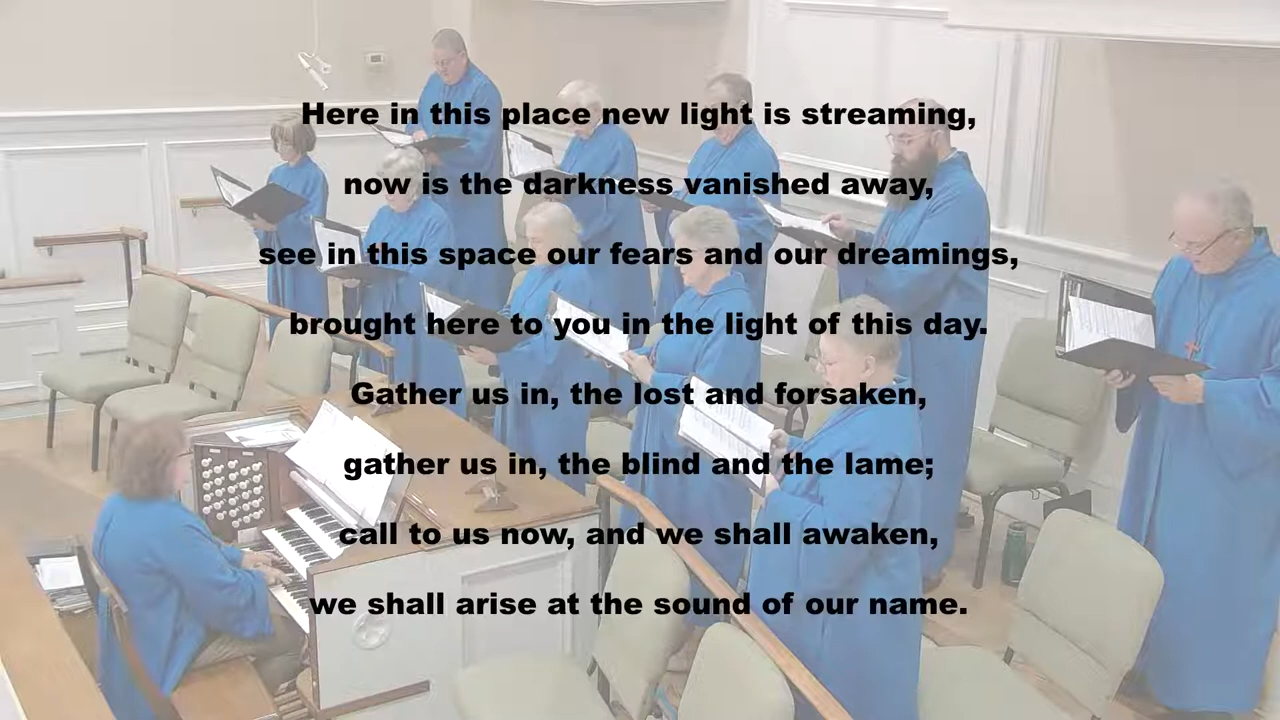 Here in this place new light is streaming,
now is the darkness vanished away,
see in this space our fears and our dreamings,
brought here to you in the light of this day.
Gather us in, the lost and forsaken,
gather us in, the blind and the lame;
call to us now, and we shall awaken,
we shall arise at the sound of our name.